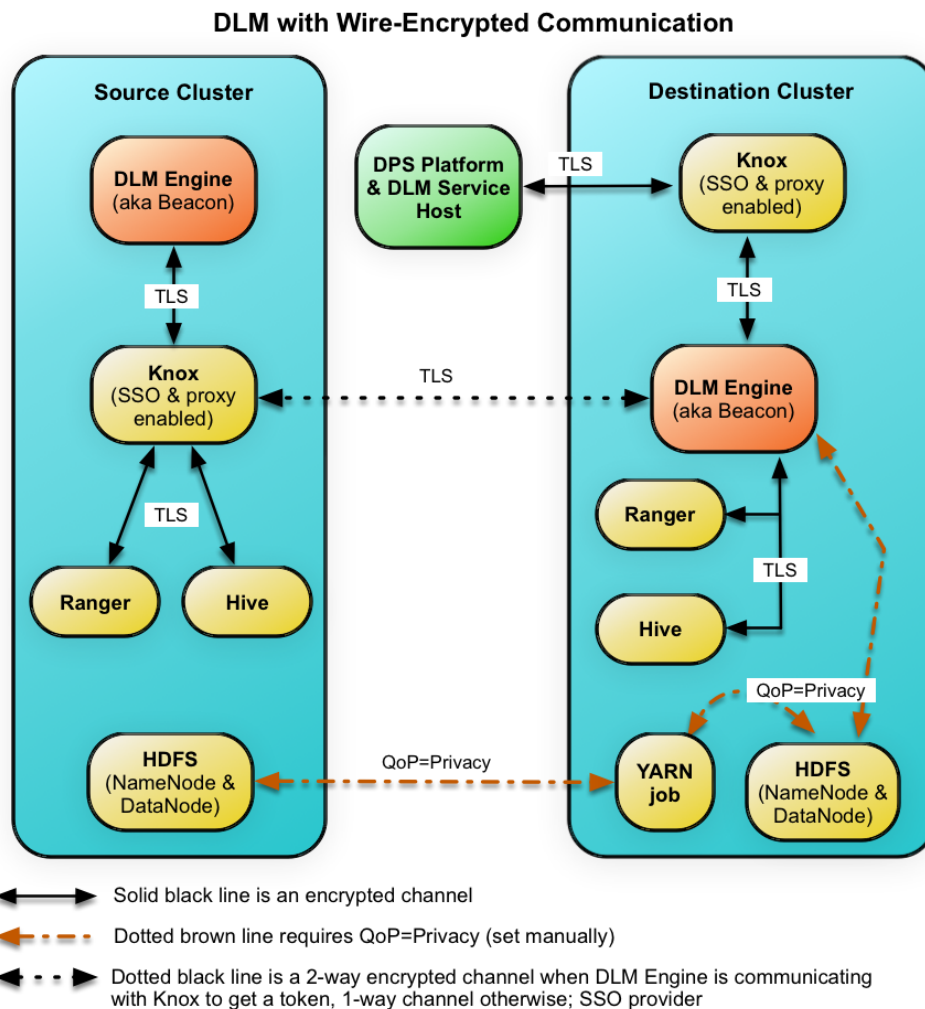 DLM with Wire-Encrypted Communication
Source Cluster
DLM Engine
(aka Beacon)
TLS
Knox
(SSO & proxy
enabled)
TLS
Ranger
Hive
HDFS
(NameNode &
DataNode)
DPS Platform
& DLM Service
Host
TLS
TLS
QoP=Privacy
Destination Cluster
Knox
(SSO & proxy
enabled)
TLS
DLM Engine
(aka Beacon)
Ranger
TLS
Hive
QoP=Privacy
YARN
job
HDFS
(NameNode &
DataNode)
Solid black line is an encrypted channel
Dotted brown line requires QoP=Privacy (set manually)
Dotted black line is a 2-way encrypted channel when DLM Engine is communicating
with Knox to get a token, 1-way channel otherwise; SSO provider